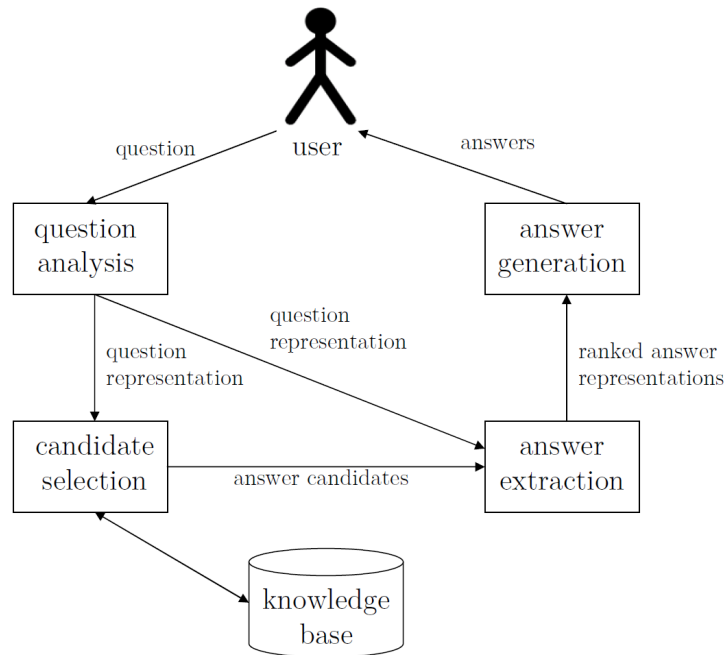 user
question
answers
question
analysis
answer
generation
question
representation
question
representation
ranked answer
representations
candidate
selection
answer candidates
answer
extraction
knowledge
base